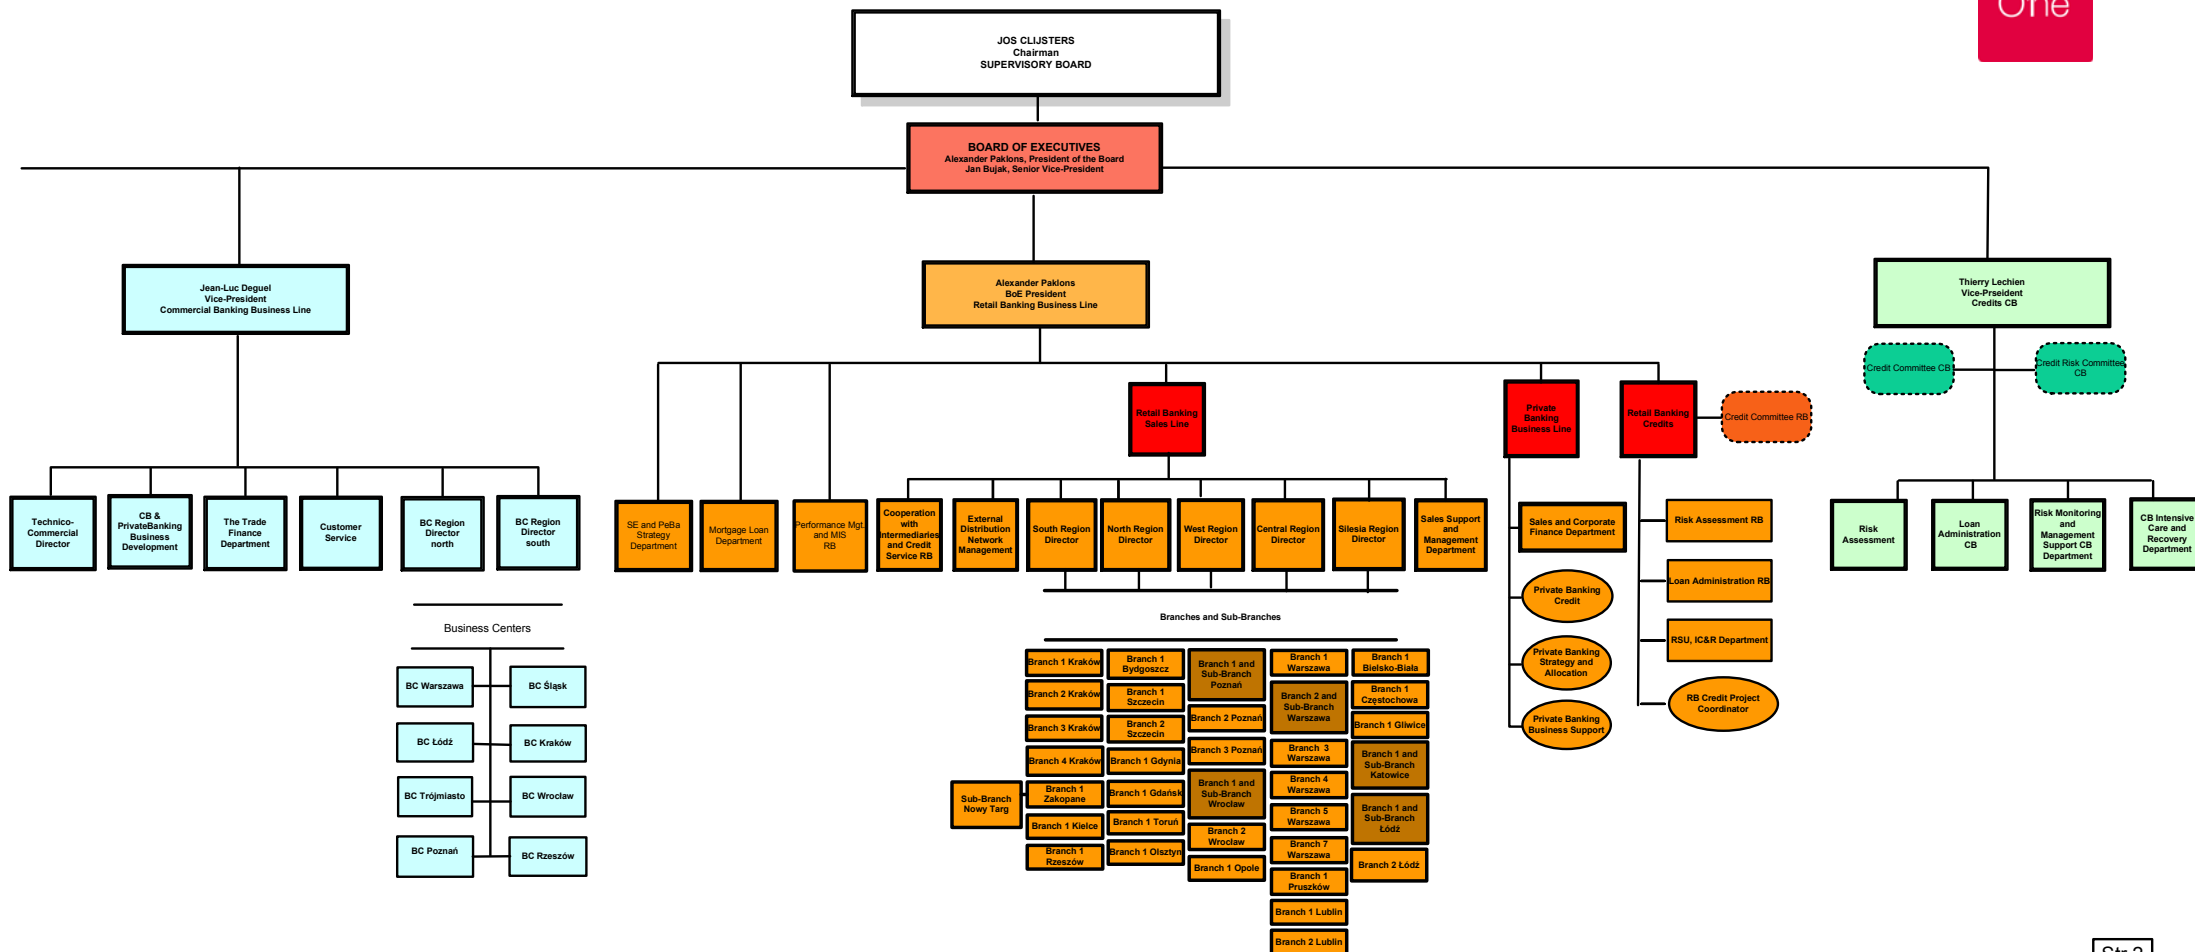 One
JOS CLIJSTERS
Chairman
SUPERVISORY BOARD
BOARD OF EXECUTIVES
Alexander Paklons, President of the Board
Jan Bujak, Senior Vice-President
Jean-Luc Deguel
Vice-President
Commercial Banking Business Line
Alexander Paklons
BoE President
Retail Banking Business Line
Thierry Lechien
Vice-Prseident
Credits CB
Credit Committee CB
Credit Risk Committee
CB
Retail Banking
Sales Line
Private
Banking
Business Line
Retail Banking
Credits
Credit Committee RB
Technico-
Commercial
Director
CB &
PrivateBanking
Business
Development
The Trade
Finance
Department
Customer
Service
BC Region
Director
north
BC Region
Director
south
SE and PeBa
Strategy
Department
Mortgage Loan
Department
Performance Mgt.
and MIS
RB
Cooperation
with
Intermediaries
and Credit
Service RB
External
Distribution
Network
Management
South Region
Director
North Region
Director
West Region
Director
Central Region
Director
Silesia Region
Director
Sales Support
and
Management
Department
Sales and Corporate
Finance Department
Private Banking
Credit
Private Banking
Strategy and
Allocation
Private Banking
Business Support
Risk Assessment RB
Loan Administration RB
RSU, IC&R Department
RB Credit Project
Coordinator
Risk
Assessment
Loan
Administration
CB
Risk Monitoring
and
Management
Support CB
Department
CB Intensive
Care and
Recovery
Department
Business Centers
BC Warszawa
BC Śląsk
BC Łódź
BC Kraków
BC Trójmiasto
BC Wrocław
BC Poznań
BC Rzeszów
Branches and Sub-Branches
Branch 1 Kraków
Branch 2 Kraków
Branch 3 Kraków
Branch 4 Kraków
Sub-Branch
Nowy Targ
Branch 1
Zakopane
Branch 1 Kielce
Branch 1
Rzeszów
Branch 1
Bydgoszcz
Branch 1
Szczecin
Branch 2
Szczecin
Branch 1 Gdynia
Branch 1 Gdańsk
Branch 1 Toruń
Branch 1 Olsztyn
Branch 1 and
Sub-Branch
Poznań
Branch 2 Poznań
Branch 3 Poznań
Branch 1 and
Sub-Branch
Wrocław
Branch 2
Wrocław
Branch 1 Opole
Branch 1
Warszawa
Branch 2 and
Sub-Branch
Warszawa
Branch 3
Warszawa
Branch 4
Warszawa
Branch 5
Warszawa
Branch 7
Warszawa
Branch 1
Pruszków
Branch 1 Lublin
Branch 2 Lublin
Branch 1
Bielsko-Biała
Branch 1
Częstochowa
Branch 1 Gliwice
Branch 1 and
Sub-Branch
Katowice
Branch 1 and
Sub-Branch
Łódź
Branch 2 Łódź